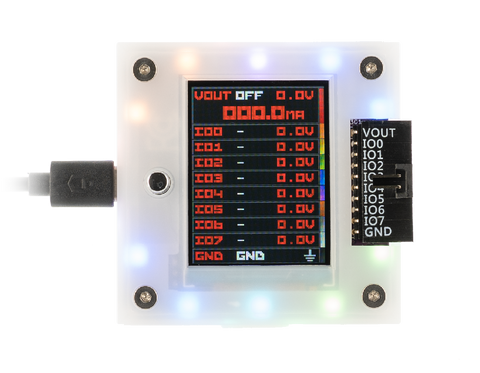 VOUT OFF 0.0V
000.0mA
IO0 - 0.0V
IO1 - 0.0V
IO2 - 0.0V
IO3 - 0.0V
IO4 - 0.0V
IO5 - 0.0V
IO6 - 0.0V
IO7 - 0.0V
GND GND
VOUT
IO0
IO1
IO2
IO4
IO5
IO6
IO7
GND